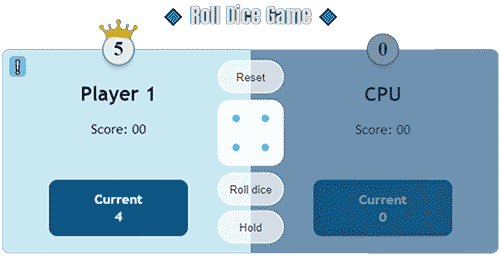 Roll Dice Game
5
0
!
Reset
Player 1
CPU
Score: 00
Score: 00
Roll dice
Current
4
Current
0
Hold